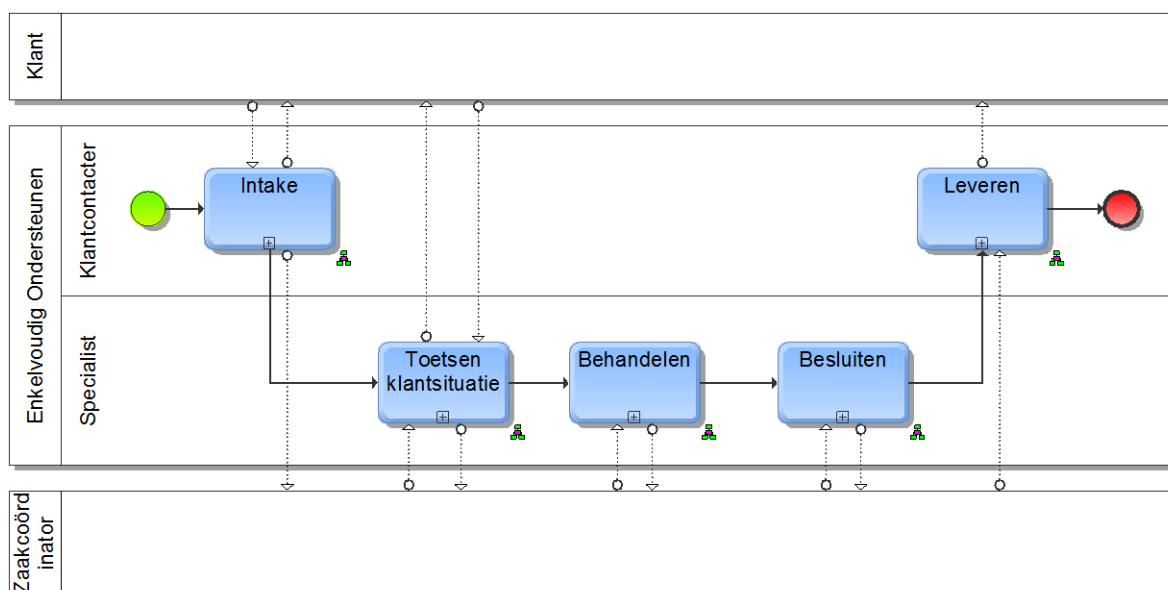 Klant
Enkelvoudig Ondersteunen
Klantcontacter
Intake
Leveren
Specialist
Toetsen
klantsituatie
Behandelen
Besluiten
Zaakcoörd
inator